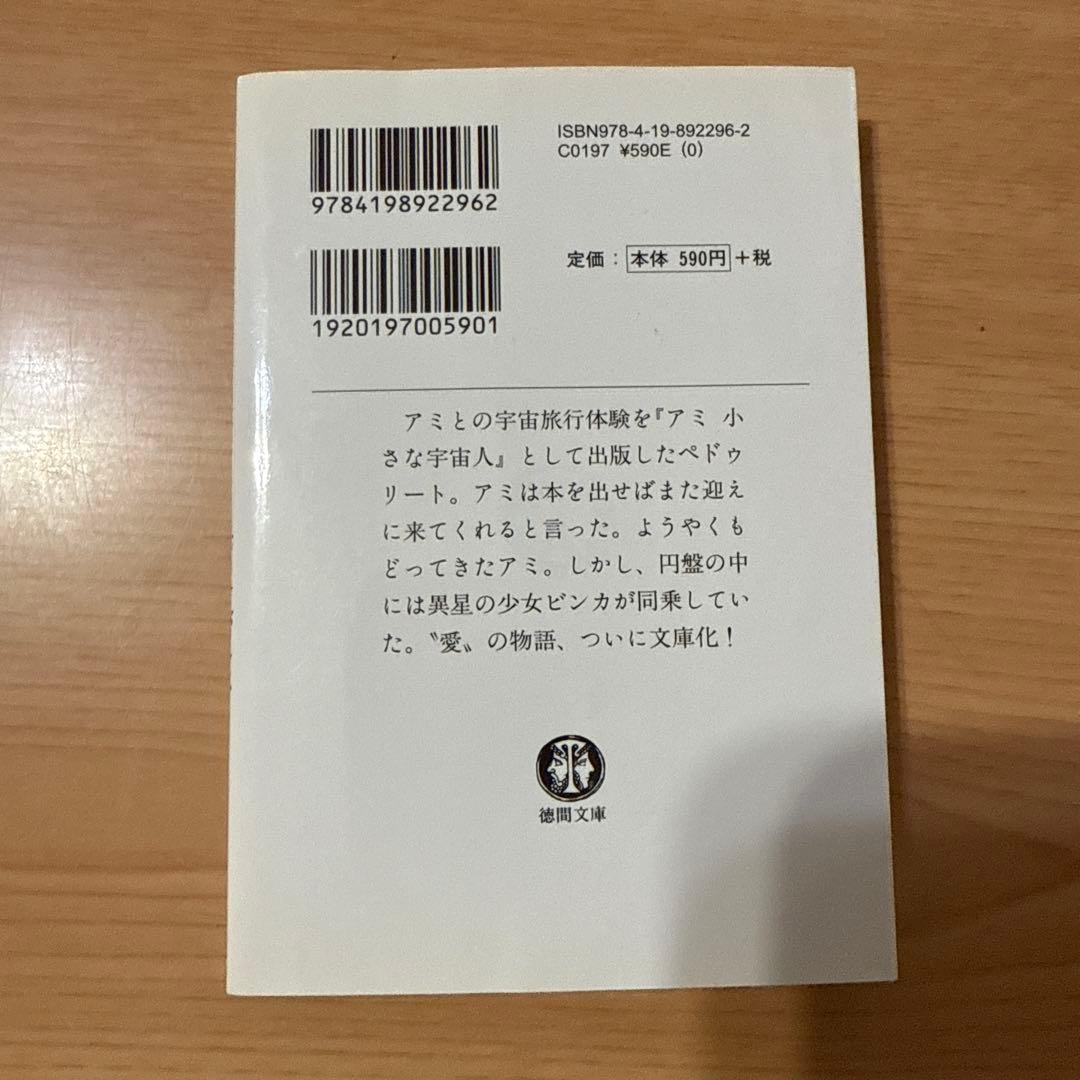 ISBN978-4-19-892296-2
C0197 ¥590E (0)
9784198922962
定価：本体 590円＋税
1920197005901
アミとの宇宙旅行体験を『アミ 小
さな宇宙人』として出版したペドゥ
リート。アミは本を出せばまた迎え
に来てくれると言った。ようやくも
どってきたアミ。しかし、円盤の中
には異星の少女ビンカが同乗してい
た。〝愛〟の物語、ついに文庫化！
徳間文庫